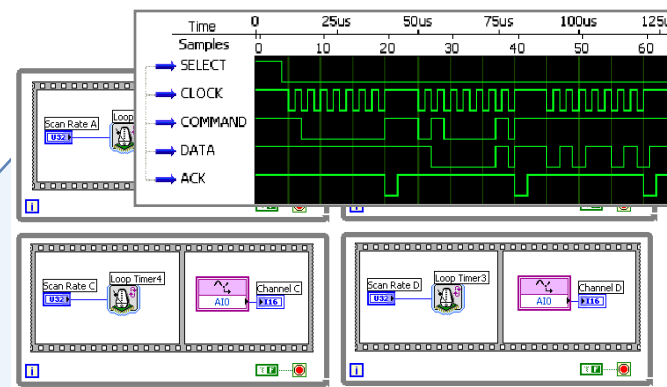 Time 0 25us 50us 75us 100us 125u
Samples 0 10 20 30 40 50 60
SELECT
CLOCK
COMMAND
DATA
ACK
Scan Rate A
Loop
U32
i
Scan Rate C
Loop Timer4
U32
AI0
Channel C
I16
i
Scan Rate D
Loop Timer3
U32
AI0
Channel D
I16
i